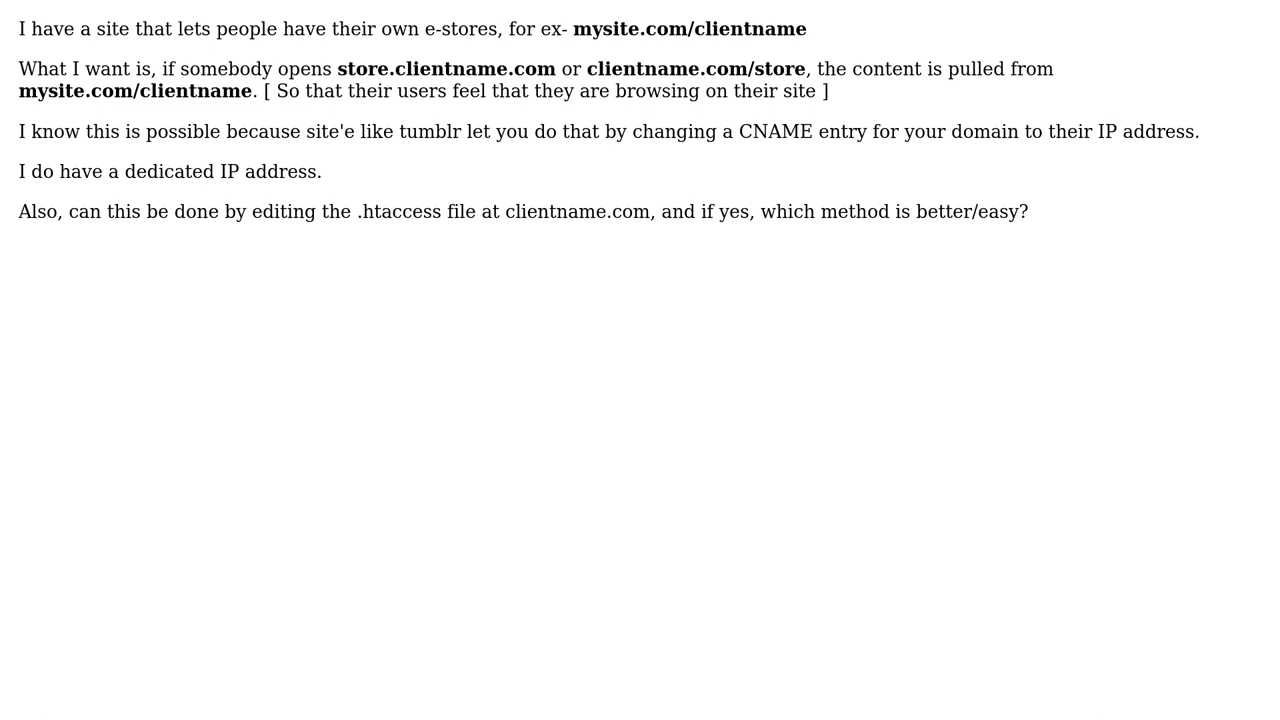 I have a site that lets people have their own e-stores, for ex- mysite.com/clientname
What I want is, if somebody opens store.clientname.com or clientname.com/store, the content is pulled from
mysite.com/clientname. [ So that their users feel that they are browsing on their site ]
I know this is possible because site'e like tumblr let you do that by changing a CNAME entry for your domain to their IP address.
I do have a dedicated IP address.
Also, can this be done by editing the .htaccess file at clientname.com, and if yes, which method is better/easy?